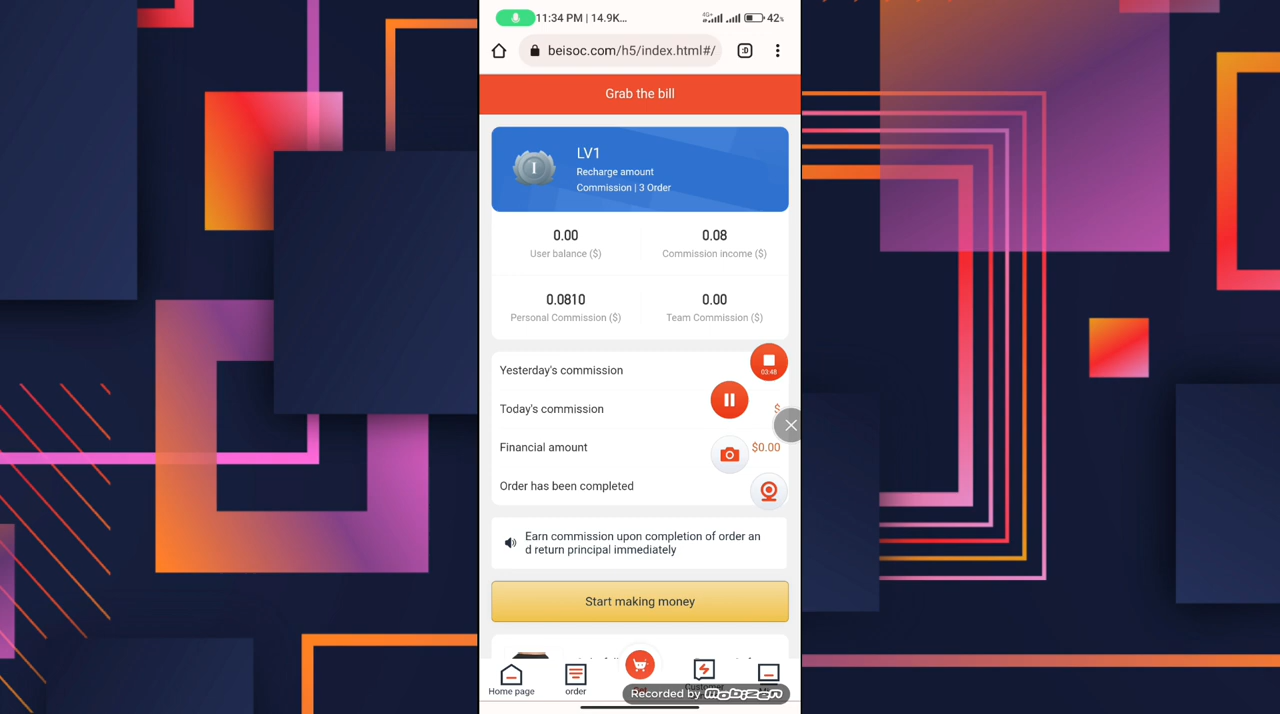 11:34 PM | 14.9K...
4G+
42%
beisoc.com/h5/index.html#/
:D
Grab the bill
I
LV1
Recharge amount
Commission | 3 Order
0.00
0.08
User balance ($)
Commission income ($)
0.0810
0.00
Personal Commission ($)
Team Commission ($)
Yesterday's commission
03:48
Today's commission
$
Financial amount
$0.00
Order has been completed
Earn commission upon completion of order an
d return principal immediately
Start making money
Home page
order
Recorded by mobizen